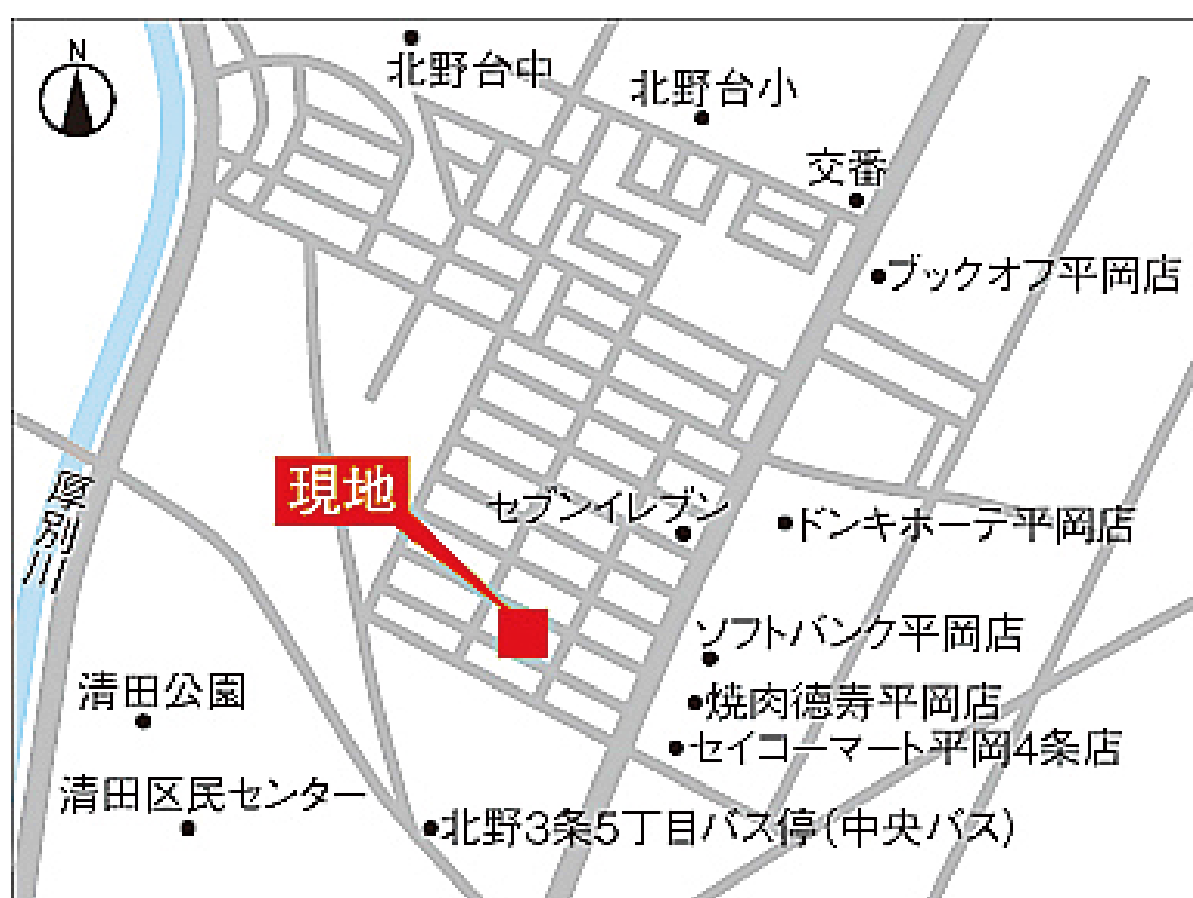 N
北野台中
北野台小
交番
ブックオフ平岡店
現地
厚別川
セブンイレブン
ドンキホーテ平岡店
ソフトバンク平岡店
清田公園
焼肉徳寿平岡店
セイコーマート平岡4条店
清田区民センター
北野3条5丁目バス停(中央バス)